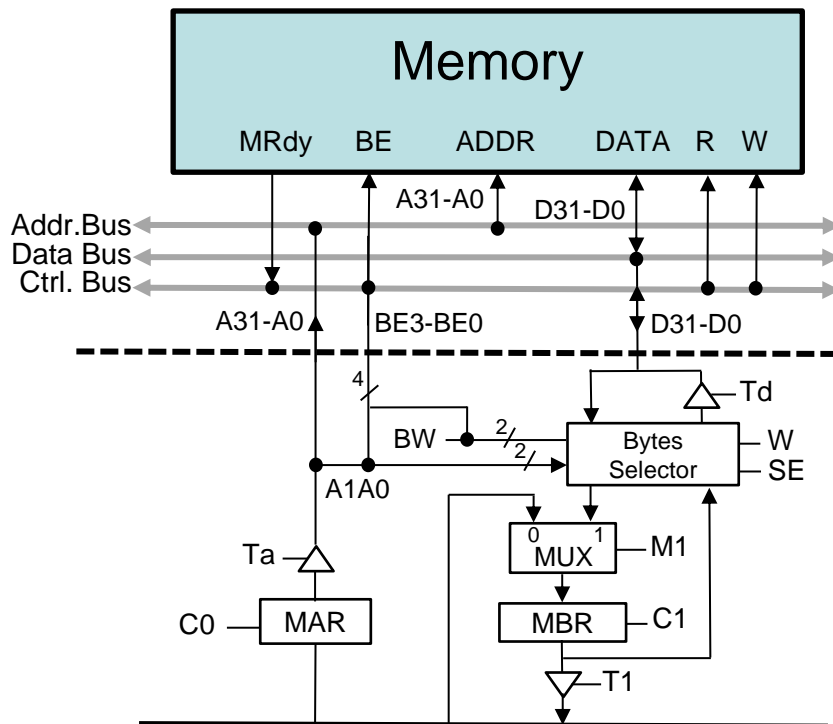 Memory
MRdy BE ADDR DATA R W
A31-A0 D31-D0
Addr.Bus
Data Bus
Ctrl. Bus
A31-A0 BE3-BE0 D31-D0
4
Td
BW 2 Bytes W
2 Selector SE
A1A0
0 1
Ta MUX M1
C0 MAR MBR C1
T1